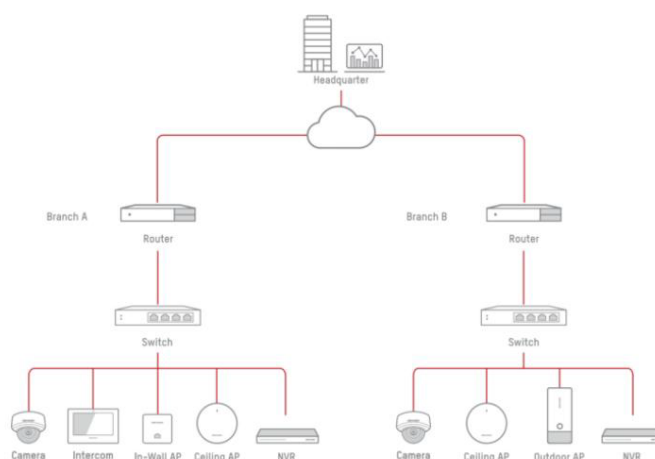 Headquarter
Branch A
Branch B
Router
Router
Switch
Switch
Camera
Intercom
In-Wall AP
Ceiling AP
NVR
Camera
Ceiling AP
Outdoor AP
NVR